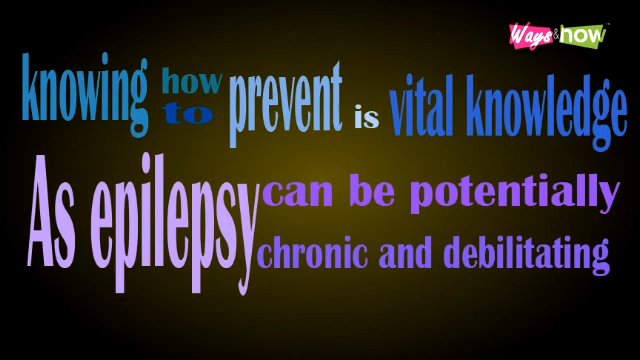 Ways&how
knowing how to prevent is vital knowledge
As epilepsy can be potentially
chronic and debilitating